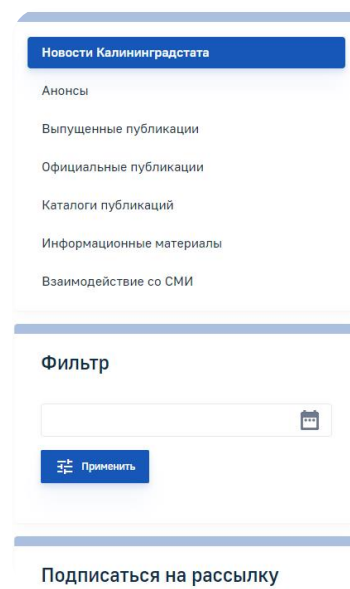 Новости Калининградстата
Анонсы
Выпущенные публикации
Официальные публикации
Каталоги публикаций
Информационные материалы
Взаимодействие со СМИ
Фильтр
Применить
Подписаться на рассылку